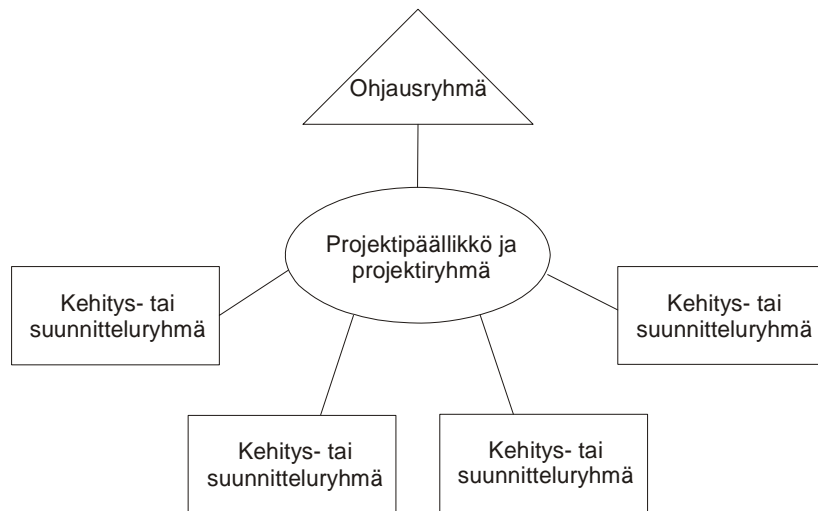 Ohjausryhmä
Projektipäällikkö ja
projektiryhmä
Kehitys- tai
suunnitteluryhmä
Kehitys- tai
suunnitteluryhmä
Kehitys- tai
suunnitteluryhmä
Kehitys- tai
suunnitteluryhmä